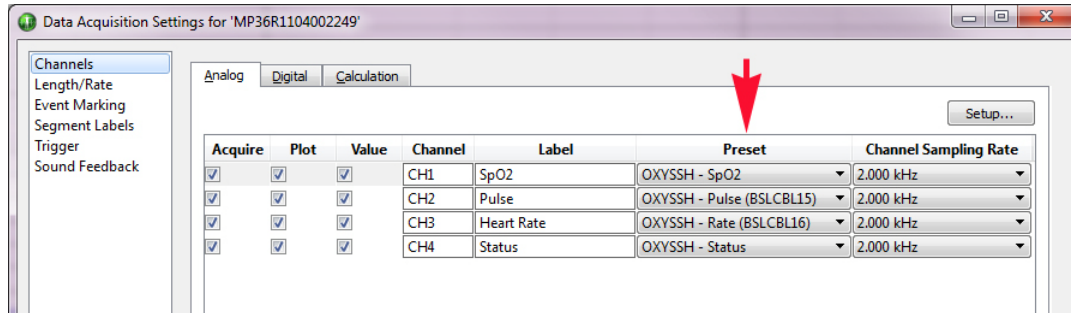 Data Acquisition Settings for 'MP36R1104002249'
Channels
Length/Rate
Event Marking
Segment Labels
Trigger
Sound Feedback
Analog Digital Calculation
Setup...
Acquire Plot Value Channel Label Preset Channel Sampling Rate
CH1 SpO2 OXYSSH - SpO2 2.000 kHz
CH2 Pulse OXYSSH - Pulse (BSLCBL15) 2.000 kHz
CH3 Heart Rate OXYSSH - Rate (BSLCBL16) 2.000 kHz
CH4 Status OXYSSH - Status 2.000 kHz